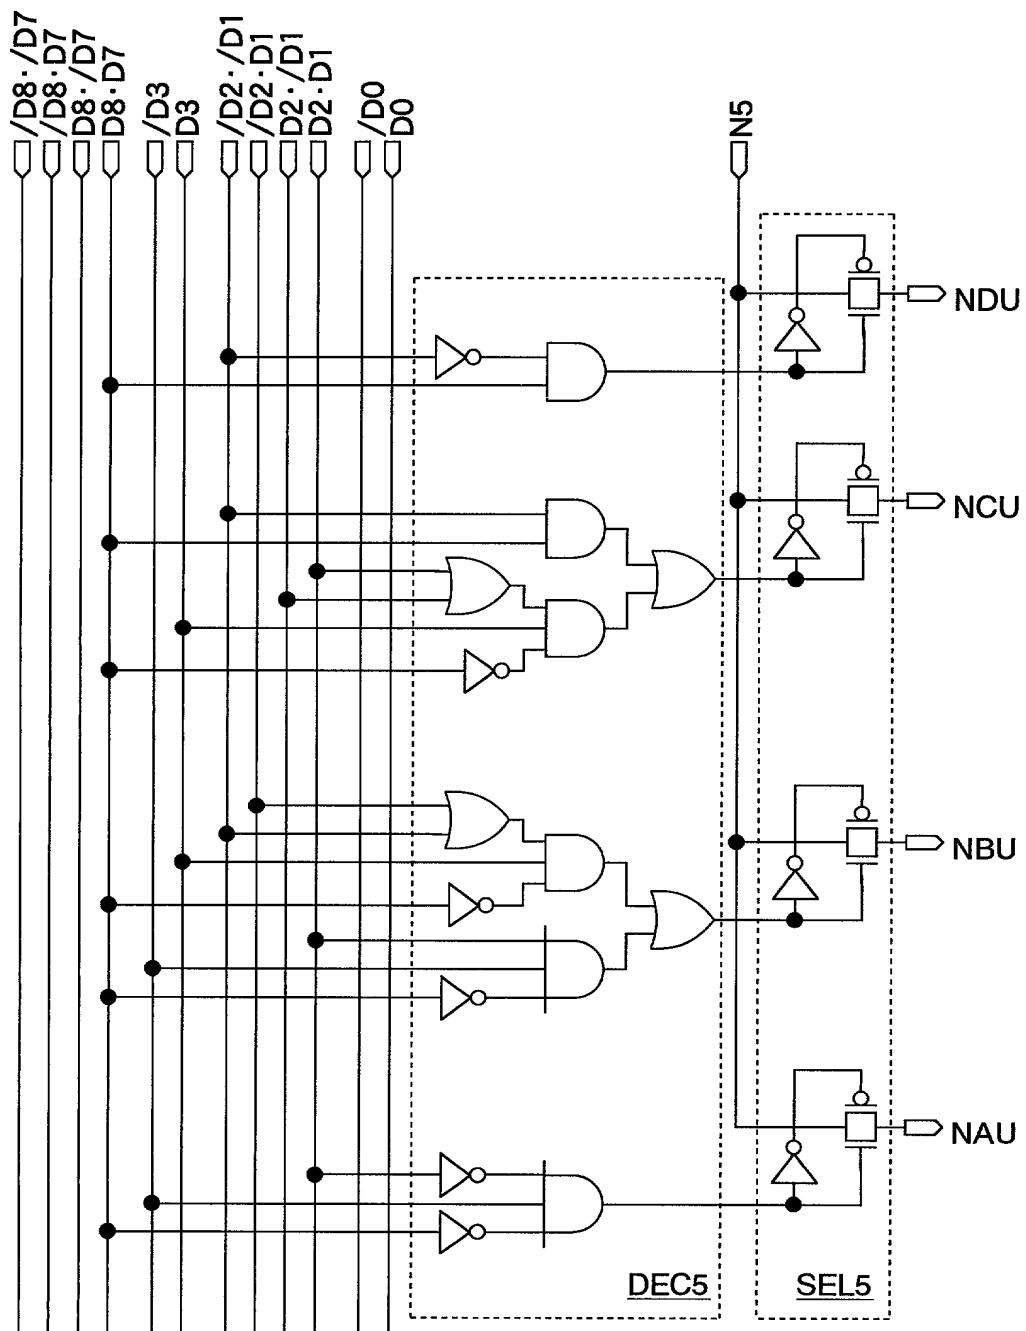 /D8·/D7
/D8·D7
D8·/D7
D8·D7
/D3
D3
/D2·/D1
/D2·D1
D2·/D1
D2·D1
/D0
D0
N5
NDU
NCU
NBU
NAU
DEC5
SEL5